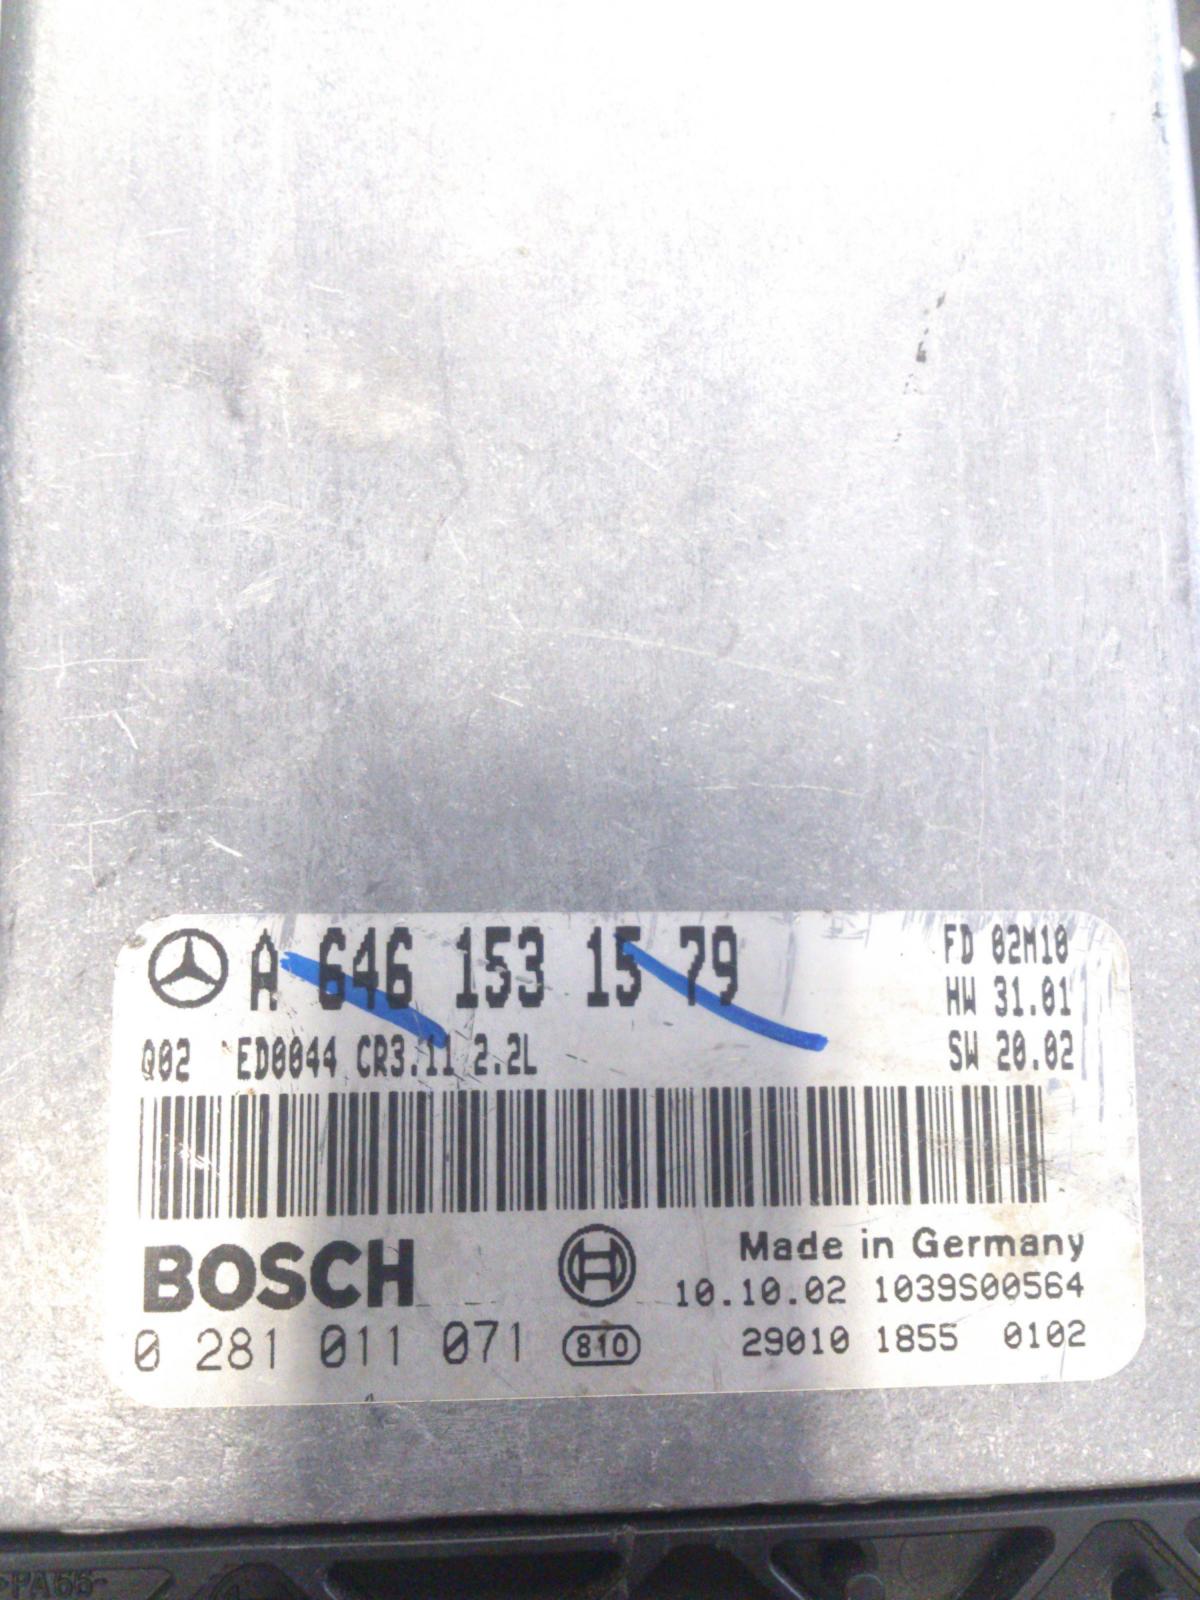 A 646 153 15 79
FD 02M10
HW 31.01
SW 20.02
Q02 ED0044 CR3.11 2.2L
BOSCH
Made in Germany
10.10.02 1039S00564
0 281 011 071
810
29010 1855 0102
>PA66-